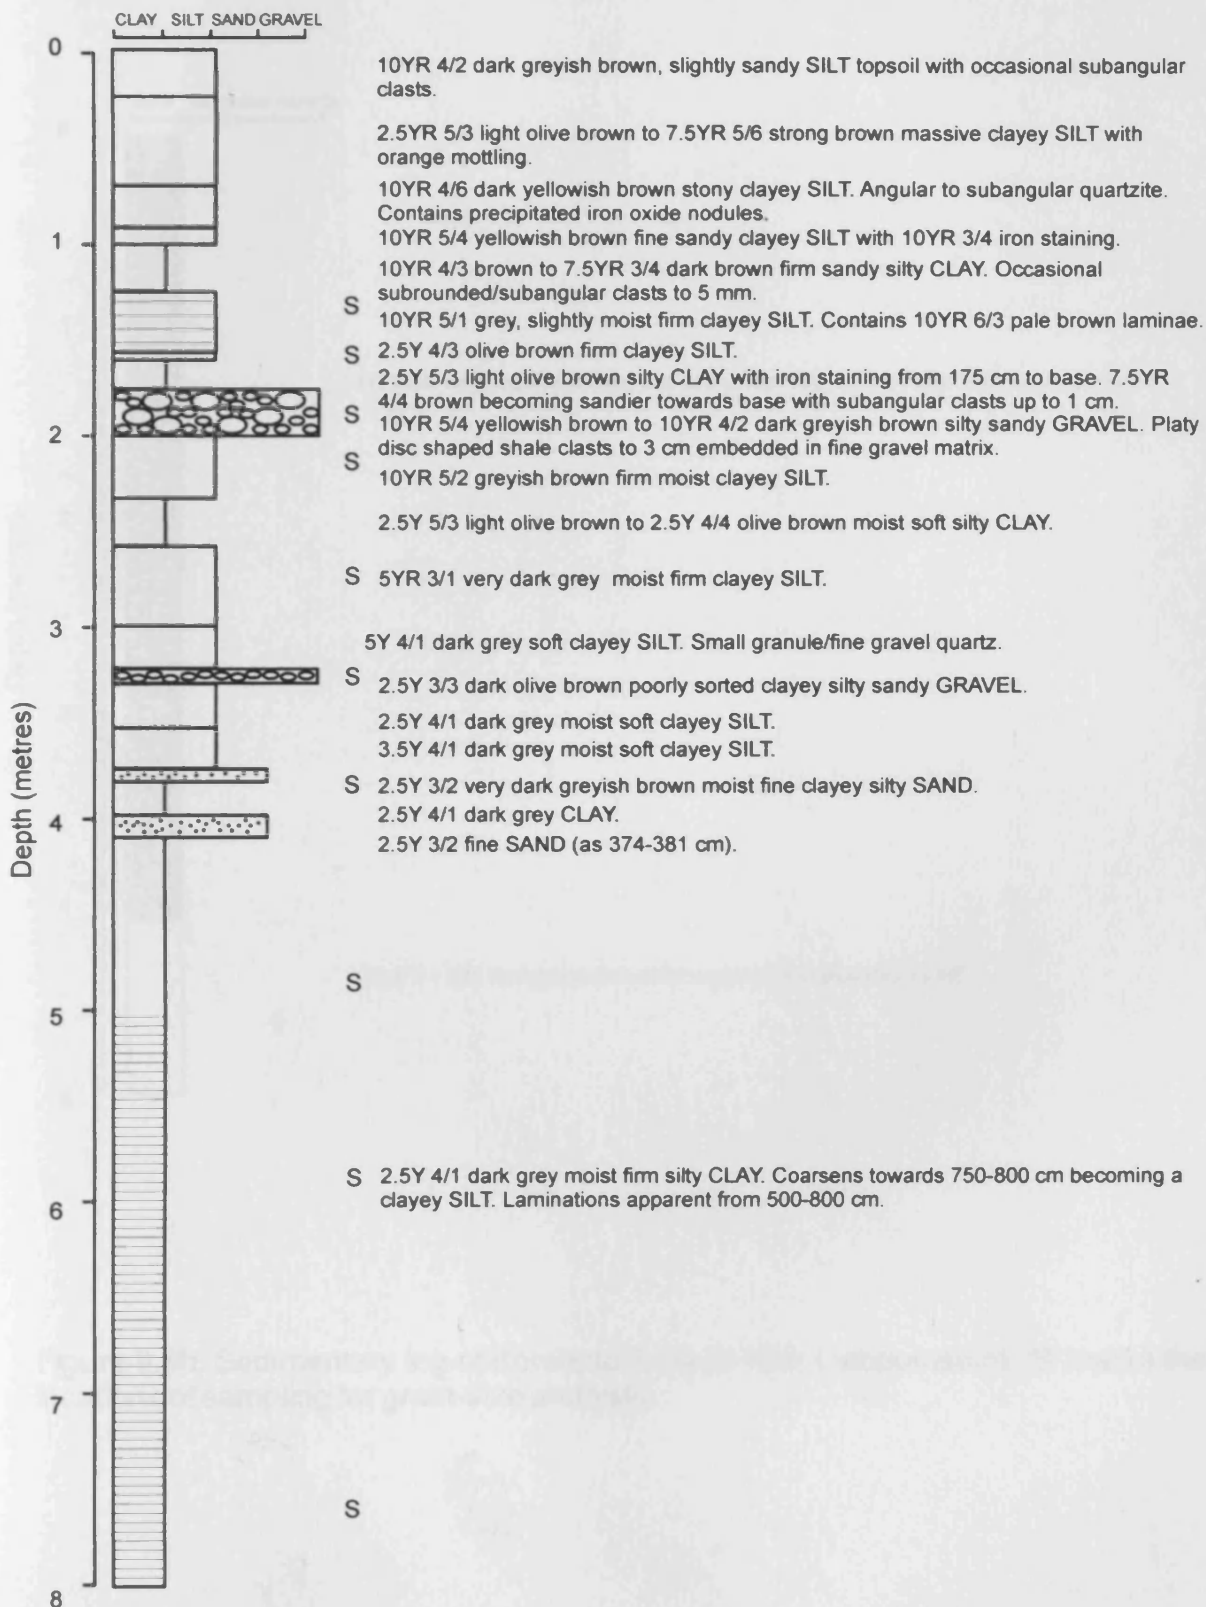 CLAY SILT SAND GRAVEL
0
10YR 4/2 dark greyish brown, slightly sandy SILT topsoil with occasional subangular
clasts.
2.5YR 5/3 light olive brown to 7.5YR 5/6 strong brown massive clayey SILT with
orange mottling.
10YR 4/6 dark yellowish brown stony clayey SILT. Angular to subangular quartzite.
Contains precipitated iron oxide nodules.
1
10YR 5/4 yellowish brown fine sandy clayey SILT with 10YR 3/4 iron staining.
10YR 4/3 brown to 7.5YR 3/4 dark brown firm sandy silty CLAY. Occasional
subrounded/subangular clasts to 5 mm.
S
10YR 5/1 grey, slightly moist firm clayey SILT. Contains 10YR 6/3 pale brown laminae.
S 2.5Y 4/3 olive brown firm clayey SILT.
2.5Y 5/3 light olive brown silty CLAY with iron staining from 175 cm to base. 7.5YR
4/4 brown becoming sandier towards base with subangular clasts up to 1 cm.
S
10YR 5/4 yellowish brown to 10YR 4/2 dark greyish brown silty sandy GRAVEL. Platy
2
disc shaped shale clasts to 3 cm embedded in fine gravel matrix.
S
10YR 5/2 greyish brown firm moist clayey SILT.
2.5Y 5/3 light olive brown to 2.5Y 4/4 olive brown moist soft silty CLAY.
S 5YR 3/1 very dark grey moist firm clayey SILT.
3
5Y 4/1 dark grey soft clayey SILT. Small granule/fine gravel quartz.
S 2.5Y 3/3 dark olive brown poorly sorted clayey silty sandy GRAVEL.
2.5Y 4/1 dark grey moist soft clayey SILT.
3.5Y 4/1 dark grey moist soft clayey SILT.
Depth (metres)
S 2.5Y 3/2 very dark greyish brown moist fine clayey silty SAND.
4
2.5Y 4/1 dark grey CLAY.
2.5Y 3/2 fine SAND (as 374-381 cm).
S
5
S 2.5Y 4/1 dark grey moist firm silty CLAY. Coarsens towards 750-800 cm becoming a
clayey SILT. Laminations apparent from 500-800 cm.
6
7
S
8